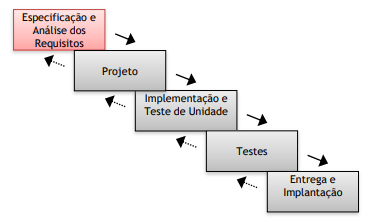 Especificação e
Análise dos
Requisitos
Projeto
Implementação e
Teste de Unidade
Testes
Entrega e
Implantação